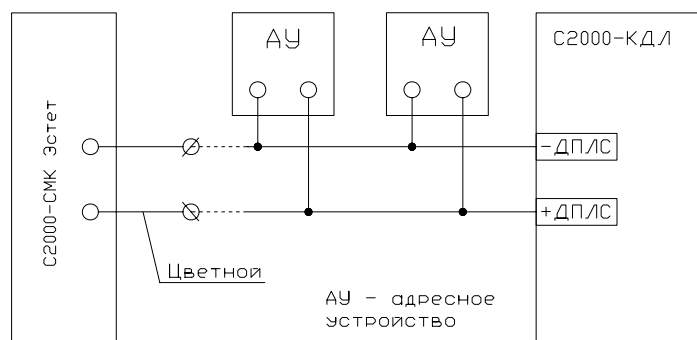 АУ
АУ
С2000-КДЛ
С2000-СМК Эстет
-ДПЛС
+ДПЛС
Цветной
АУ - адресное
устройство